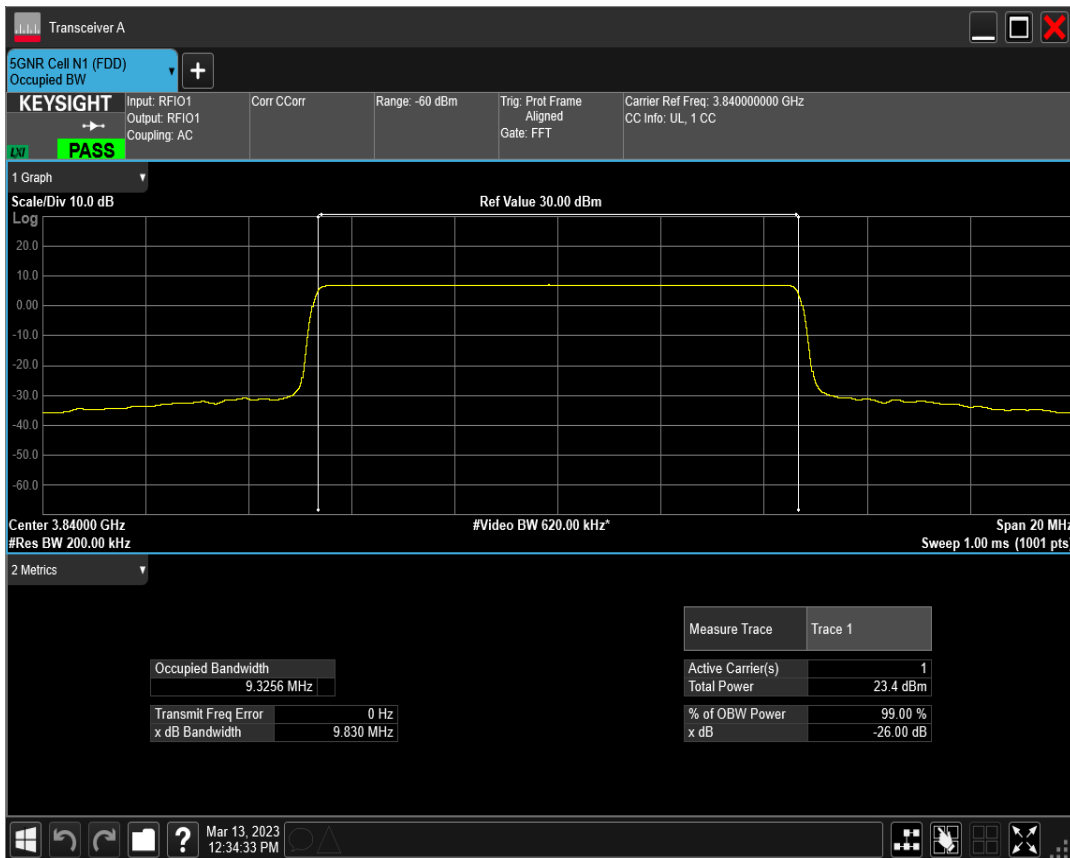 Transceiver A
5GNR Cell N1 (FDD)
Occupied BW
+
KEYSIGHT
LXI
PASS
Input: RFIO1
Output: RFIO1
Coupling: AC
Corr CCorr
Range: -60 dBm
Trig: Prot Frame
Aligned
Gate: FFT
Carrier Ref Freq: 3.840000000 GHz
CC Info: UL, 1 CC
1 Graph
Scale/Div 10.0 dB
Ref Value 30.00 dBm
Log
20.0
10.0
0.00
-10.0
-20.0
-30.0
-40.0
-50.0
-60.0
Center 3.84000 GHz
#Video BW 620.00 kHz*
Span 20 MHz
#Res BW 200.00 kHz
Sweep 1.00 ms (1001 pts)
2 Metrics
Measure Trace
Trace 1
Occupied Bandwidth
9.3256 MHz
Active Carrier(s)
1
Total Power
23.4 dBm
Transmit Freq Error
0 Hz
x dB Bandwidth
9.830 MHz
% of OBW Power
99.00 %
x dB
-26.00 dB
?
Mar 13, 2023
12:34:33 PM